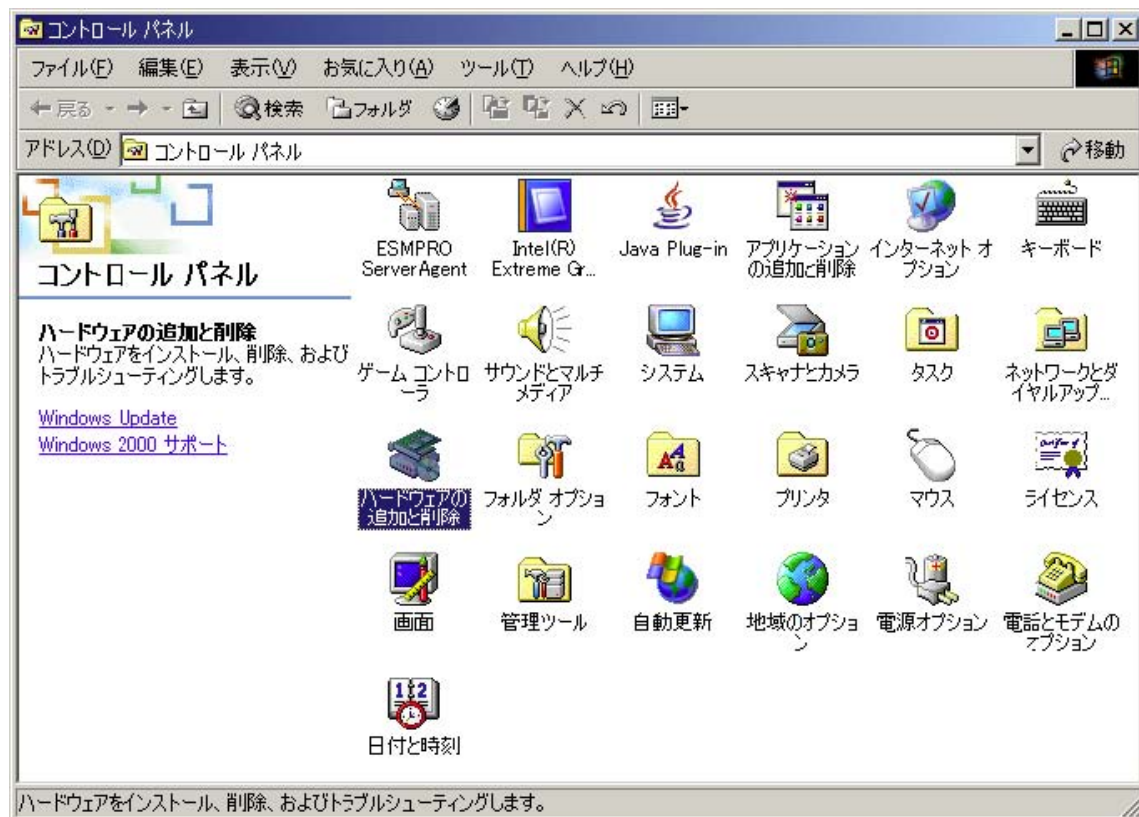 コントロール パネル
ファイル(F) 編集(E) 表示(V) お気に入り(A) ツール(T) ヘルプ(H)
戻る 検索 フォルダ
アドレス(D) コントロール パネル 移動
コントロール パネル
ハードウェアの追加と削除
ハードウェアをインストール、削除、および
トラブルシューティングします。
Windows Update
Windows 2000 サポート
ESMPRO
ServerAgent
Intel(R)
Extreme Gr...
Java Plug-in
アプリケーション
の追加と削除
インターネット オ
プション
キーボード
ゲーム コントロ
ーラ
サウンドとマルチ
メディア
システム
スキャナとカメラ
タスク
ネットワークとダ
イヤルアップ...
ハードウェアの
追加と削除
フォルダ オプショ
ン
フォント
プリンタ
マウス
ライセンス
画面
管理ツール
自動更新
地域のオプショ
ン
電源オプション
電話とモデムの
オプション
12
日付と時刻
ハードウェアをインストール、削除、およびトラブルシューティングします。